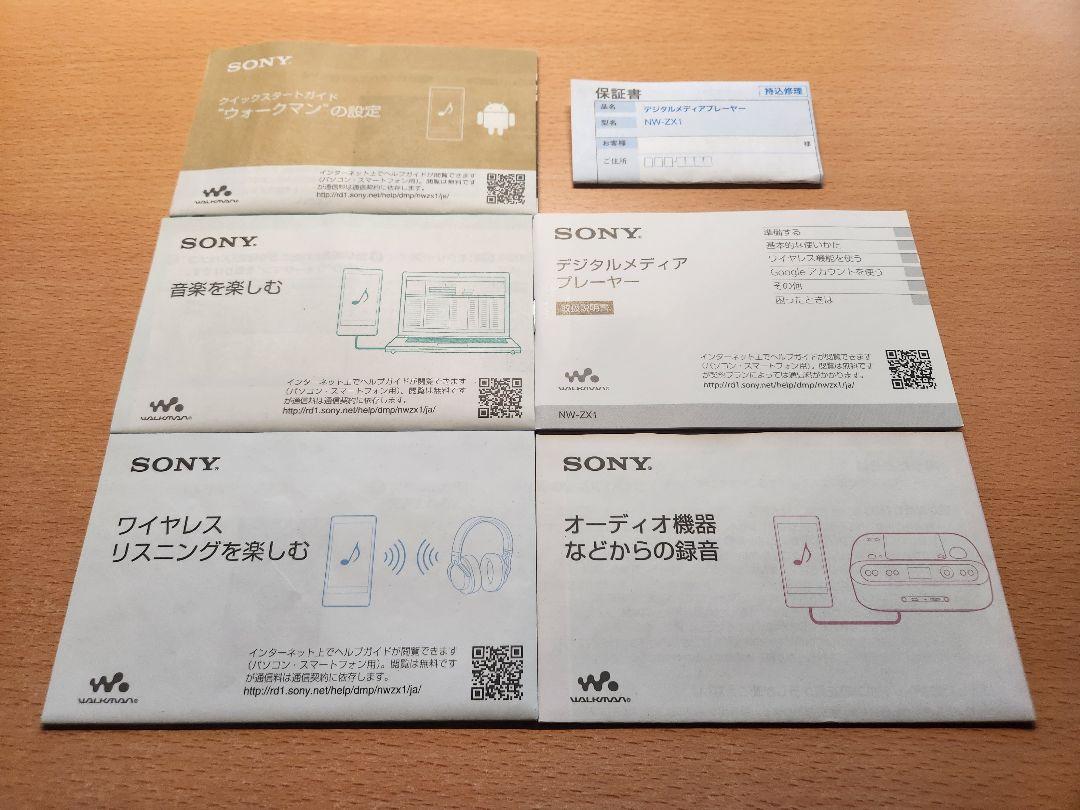 SONY
クイックスタートガイド
"ウォークマン"の設定
インターネット上でヘルプガイドが閲覧できます
(パソコン・スマートフォン用)。閲覧は無料です
が通信料は通信契約に依存します。
http://rd1.sony.net/help/dmp/nwzx1/ja/
WALKMAN
保証書
持込修理
品名
デジタルメディアプレーヤー
型名
NW-ZX1
お客様
様
ご住所
SONY
音楽を楽しむ
インターネット上でヘルプガイドが閲覧できます
(パソコン・スマートフォン用)。閲覧は無料です
が通信料は通信契約に依存します。
http://rd1.sony.net/help/dmp/nwzx1/ja/
WALKMAN
SONY
デジタルメディア
プレーヤー
取扱説明書
準備する
基本的な使いかた
ワイヤレス機能を使う
Google アカウントを使う
その他
困ったときは
インターネット上でヘルプガイドが閲覧できます
(パソコン・スマートフォン用)。閲覧は無料です
が契約プランによっては通信料がかかります。
http://rd1.sony.net/help/dmp/nwzx1/ja/
WALKMAN
NW-ZX1
SONY
ワイヤレス
リスニングを楽しむ
インターネット上でヘルプガイドが閲覧できます
(パソコン・スマートフォン用)。閲覧は無料です
が通信料は通信契約に依存します。
http://rd1.sony.net/help/dmp/nwzx1/ja/
WALKMAN®
SONY
オーディオ機器
などからの録音
WALKMAN®